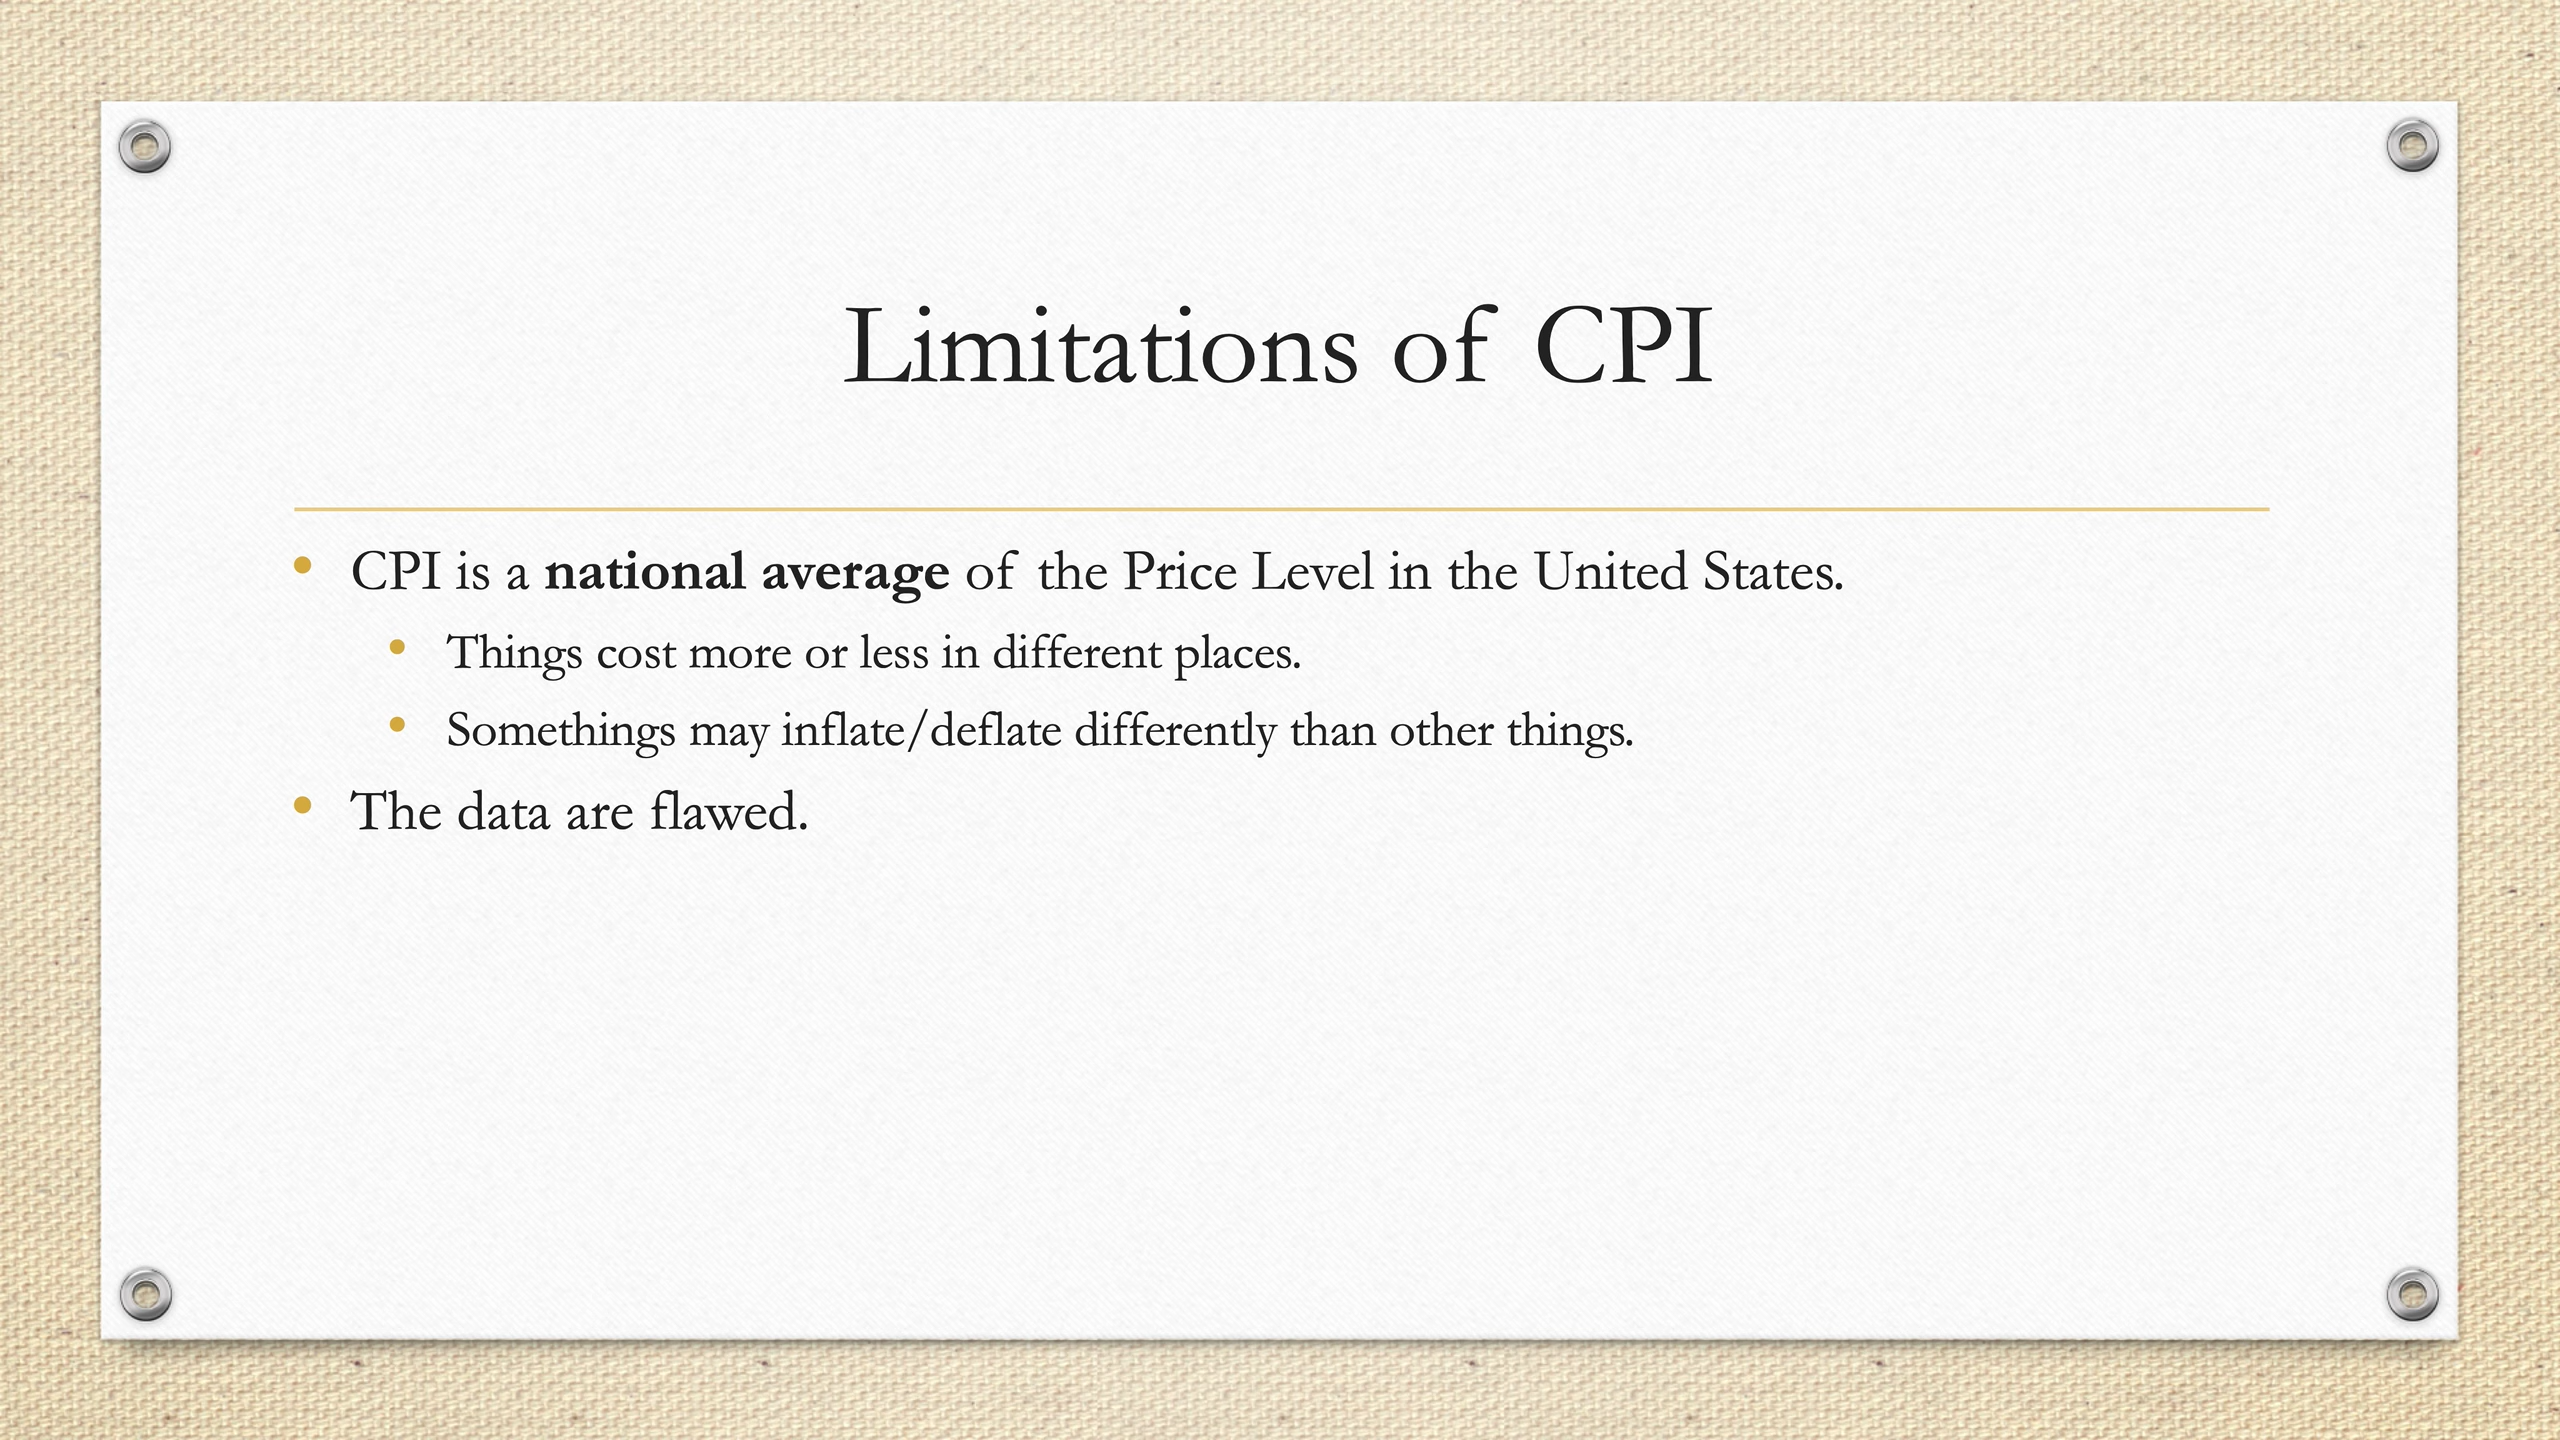 Limitations of CPI
• CPI is a national average of the Price Level in the United States.
• Things cost more or less in different places.
• Somethings may inflate/deflate differently than other things.
• The data are flawed.